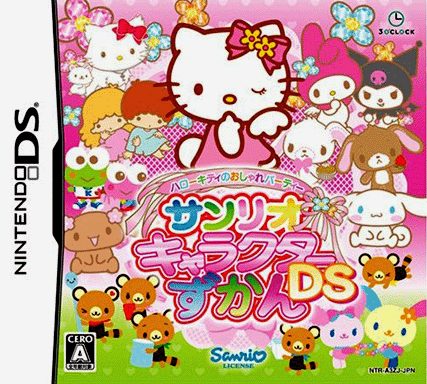 NINTENDO DS
3 O'CLOCK
ハローキティのおしゃれパーティー
サンリオ
キャラクター
ずかんDS
CERO
A
Sanrio
LICENSE
NTR-A3ZJ-JPN